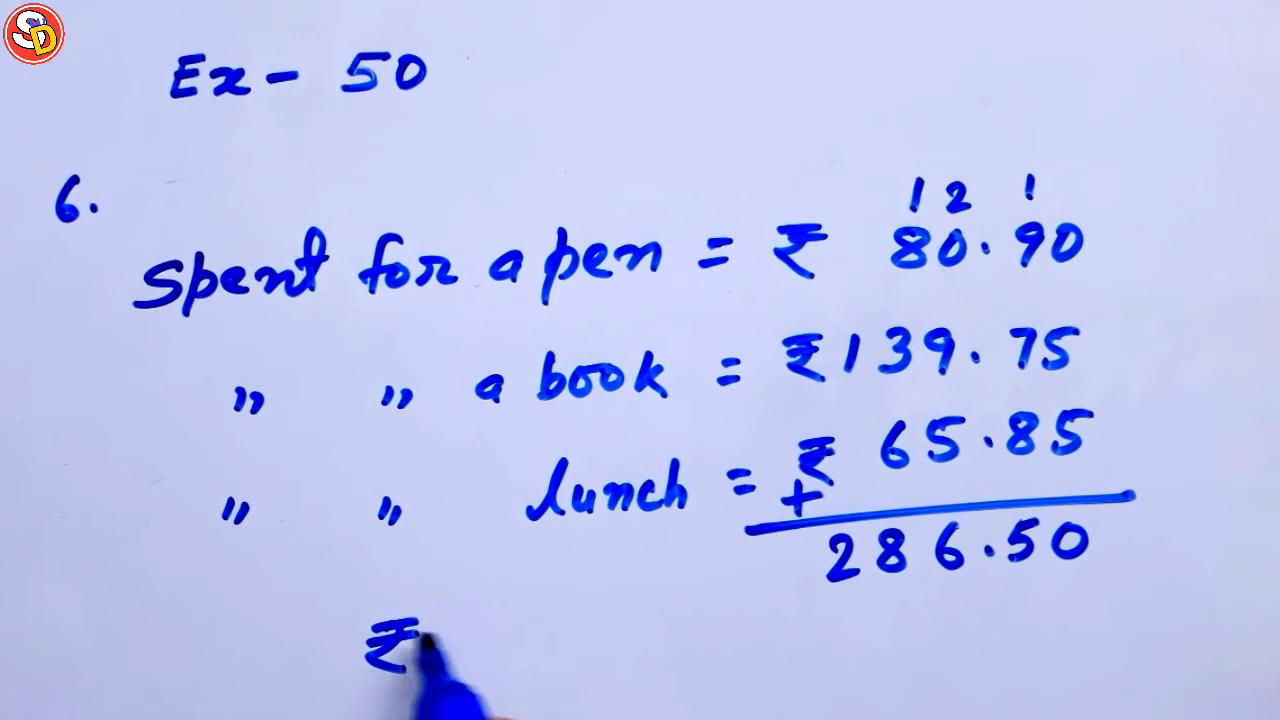 SD
Ex - 50
6.
1 2 1
Spent for a pen = ₹ 80.90
" " a book = ₹139.75
" " lunch = ₹ 65.85
+
286.50
₹